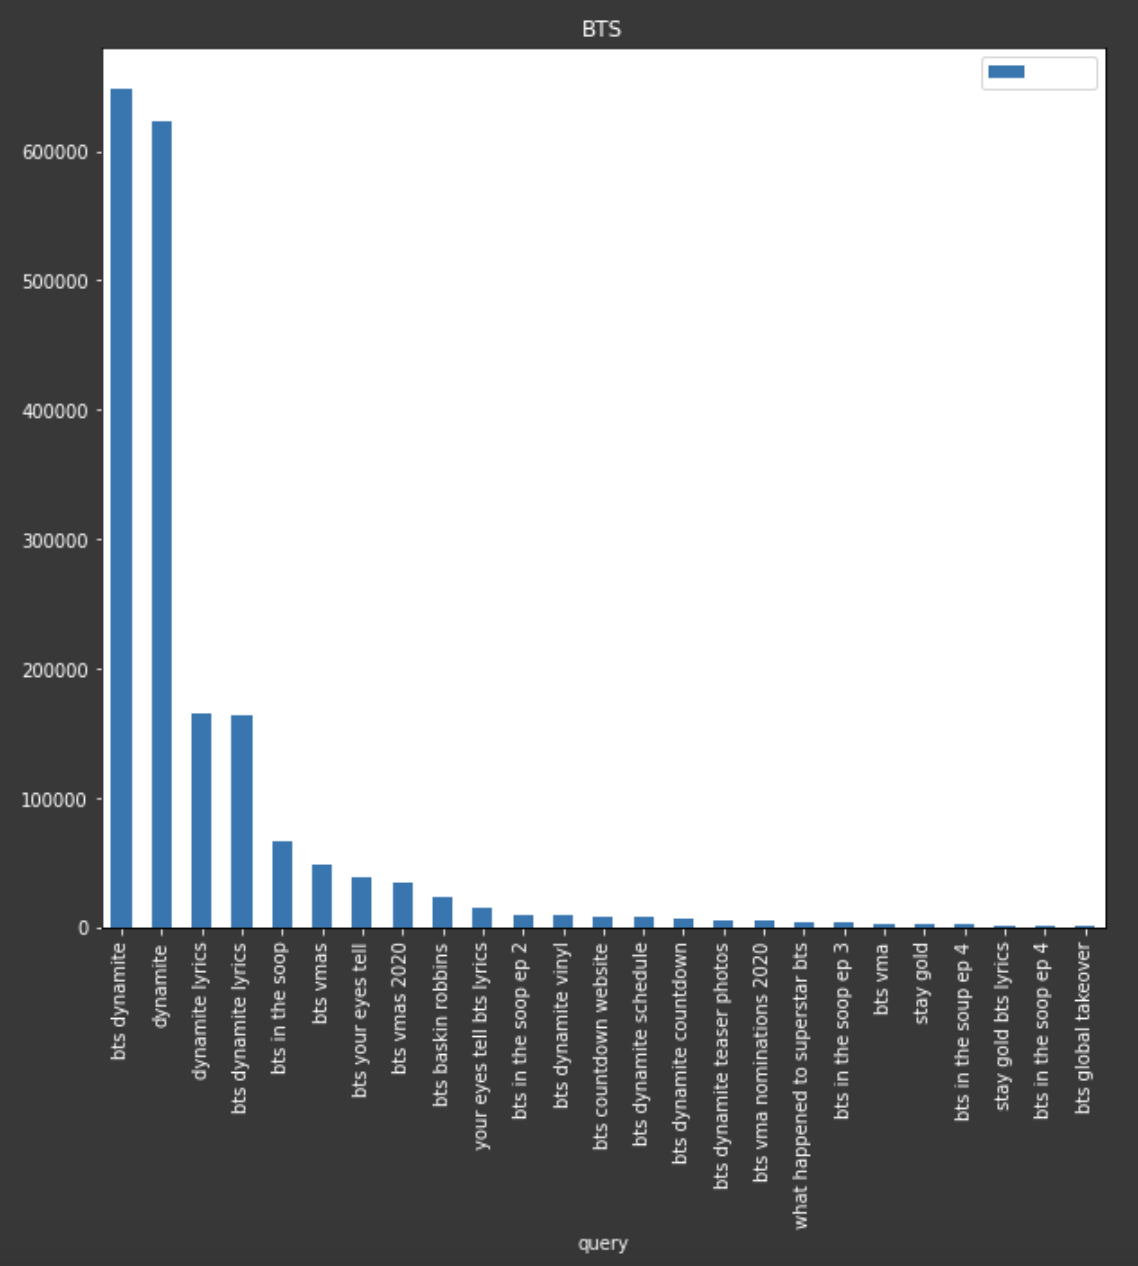 BTS
600000
500000
400000
300000
200000
100000
0
bts dynamite
dynamite
dynamite lyrics
bts dynamite lyrics
bts in the soop
bts vmas
bts your eyes tell
bts vmas 2020
bts baskin robbins
your eyes tell bts lyrics
bts in the soop ep 2
bts dynamite vinyl
bts countdown website
bts dynamite schedule
bts dynamite countdown
bts dynamite teaser photos
bts vma nominations 2020
what happened to superstar bts
bts in the soop ep 3
bts vma
stay gold
bts in the soup ep 4
stay gold bts lyrics
bts in the soop ep 4
bts global takeover
query